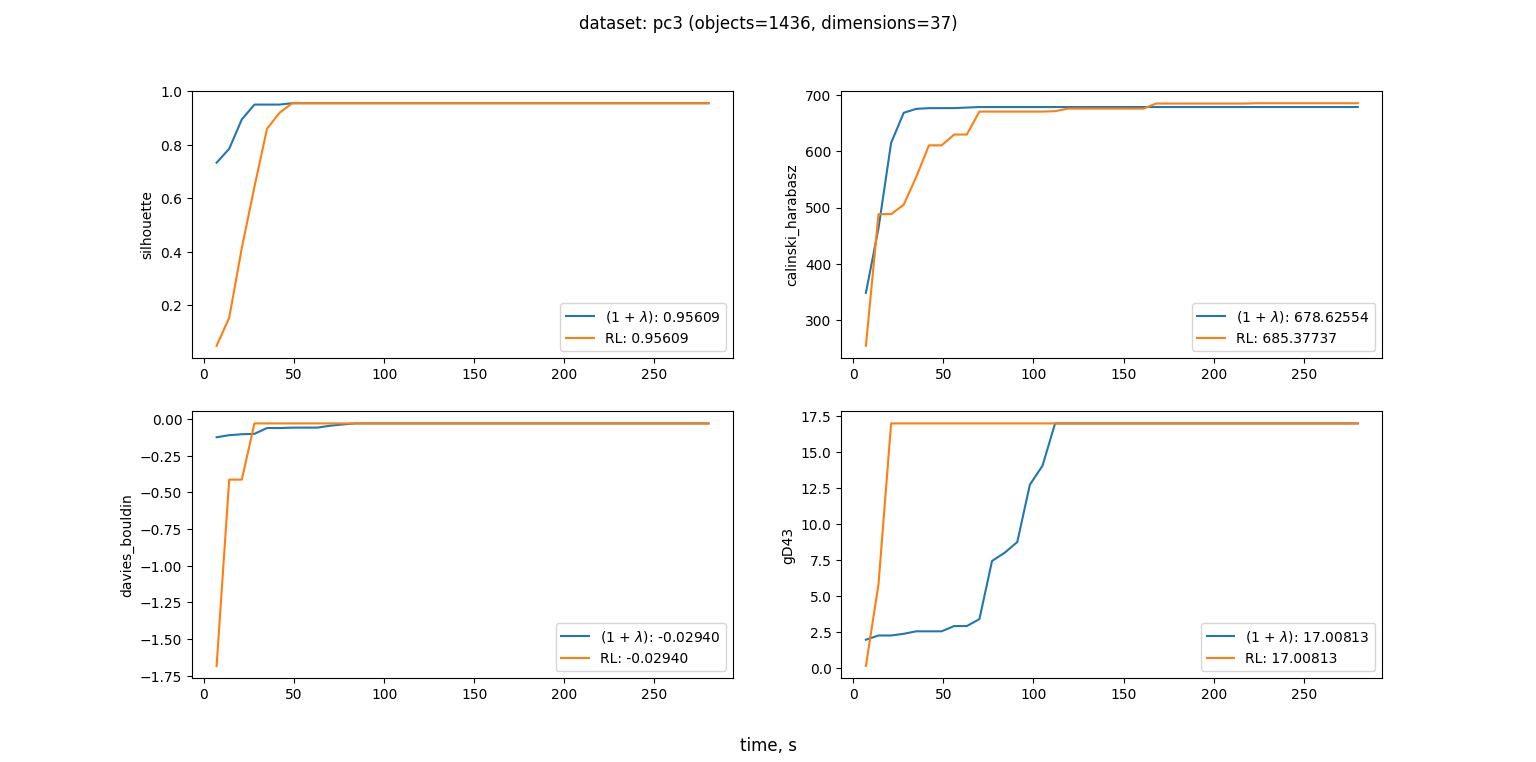 dataset: pc3 (objects=1436, dimensions=37)
1.0
0.8
0.6
0.4
0.2
silhouette
0 50 100 150 200 250
(1 + λ): 0.95609
RL: 0.95609
700
600
500
400
300
calinski_harabasz
0 50 100 150 200 250
(1 + λ): 678.62554
RL: 685.37737
0.00
−0.25
−0.50
−0.75
−1.00
−1.25
−1.50
−1.75
davies_bouldin
0 50 100 150 200 250
(1 + λ): -0.02940
RL: -0.02940
17.5
15.0
12.5
10.0
7.5
5.0
2.5
0.0
gD43
0 50 100 150 200 250
(1 + λ): 17.00813
RL: 17.00813
time, s